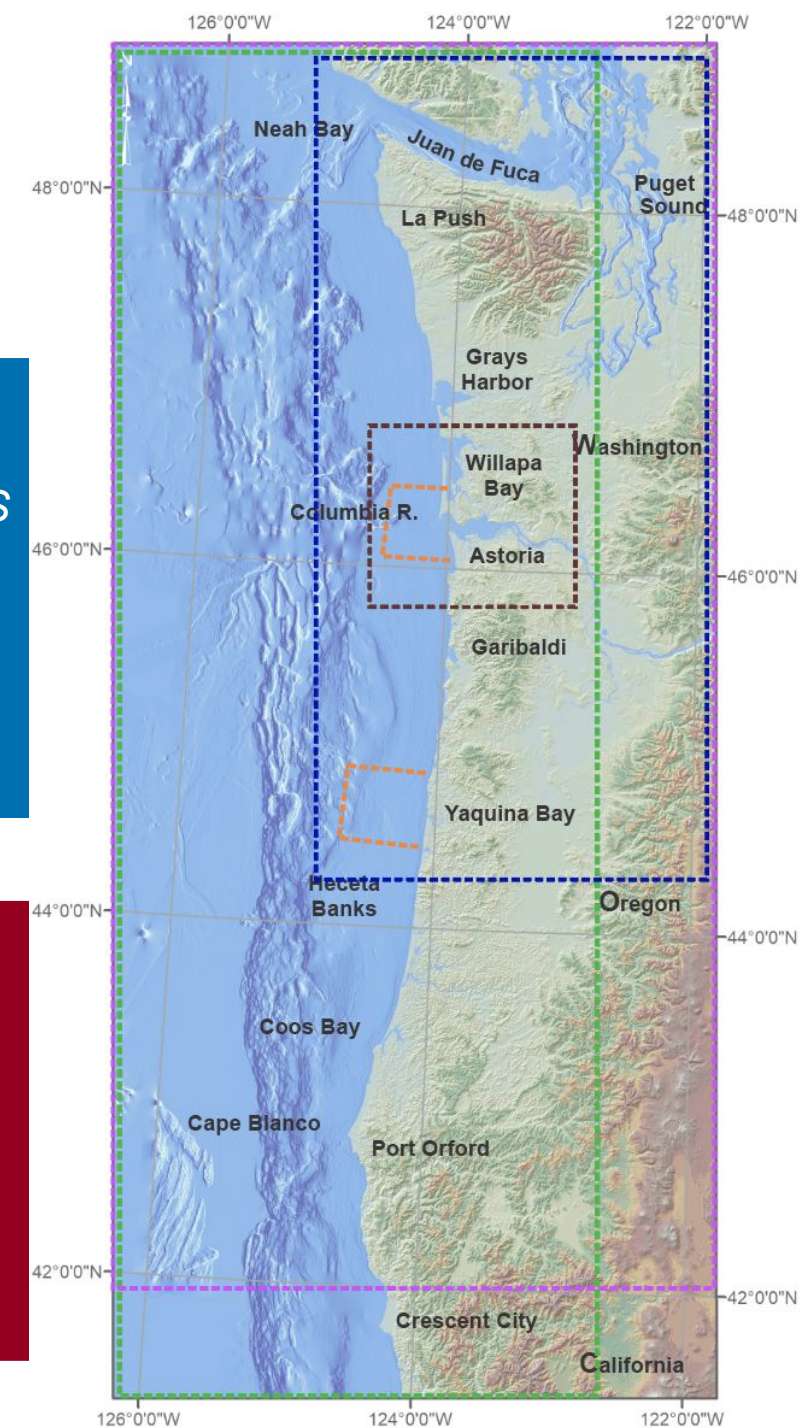 126°0'0"W
124°0'0"W
122°0'0"W
Neah Bay
Juan de Fuca
48°0'0"N
Puget
Sound
48°0'0"N
La Push
Grays
Harbor
Washington
Willapa
Bay
s
Columbia R.
46°0'0"N
Astoria
46°0'0"N
Garibaldi
Yaquina Bay
Heceta
Banks
Oregon
44°0'0"N
44°0'0"N
Coos Bay
Cape Blanco
Port Orford
42°0'0"N
42°0'0"N
Crescent City
California
126°0'0"W
124°0'0"W
122°0'0"W